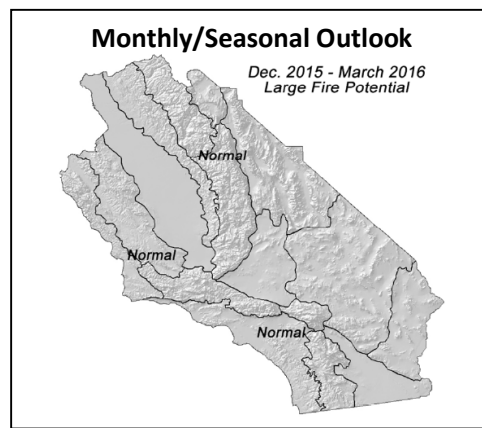 Monthly/Seasonal Outlook
Dec. 2015 - March 2016
Large Fire Potential
Normal
Normal
Normal